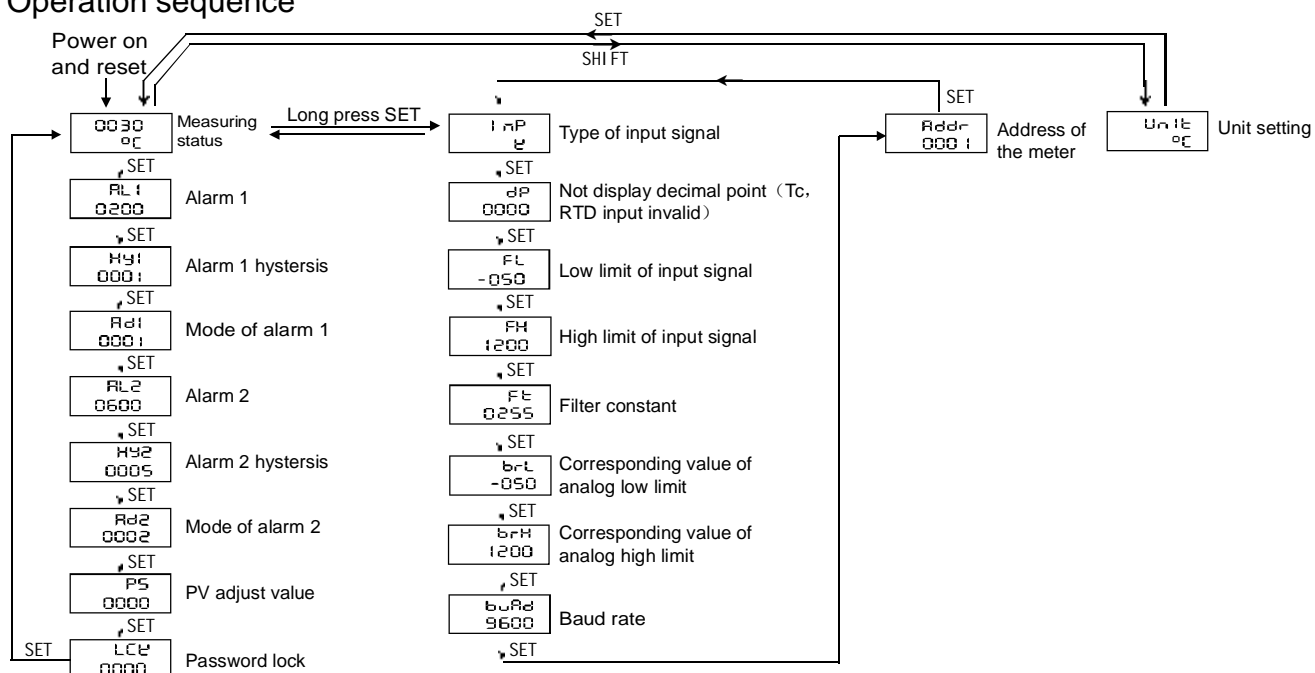 Operation sequence
SET
SHIFT
Power on
and reset
0030
°C
Measuring
status
Long press SET
SET
AL1
0200
Alarm 1
SET
HY1
0001
Alarm 1 hystersis
SET
Ad1
0001
Mode of alarm 1
SET
AL2
0600
Alarm 2
SET
HY2
0005
Alarm 2 hystersis
SET
Ad2
0002
Mode of alarm 2
SET
PS
0000
PV adjust value
SET
SET
LCK
0000
Password lock
InP
K
Type of input signal
SET
dP
0000
Not display decimal point（Tc，
RTD input invalid）
SET
FL
-050
Low limit of input signal
SET
FH
1200
High limit of input signal
SET
Ft
0255
Filter constant
SET
brL
-050
Corresponding value of
analog low limit
SET
brH
1200
Corresponding value of
analog high limit
SET
buAd
9600
Baud rate
SET
SET
Addr
0001
Address of
the meter
Unit
°C
Unit setting